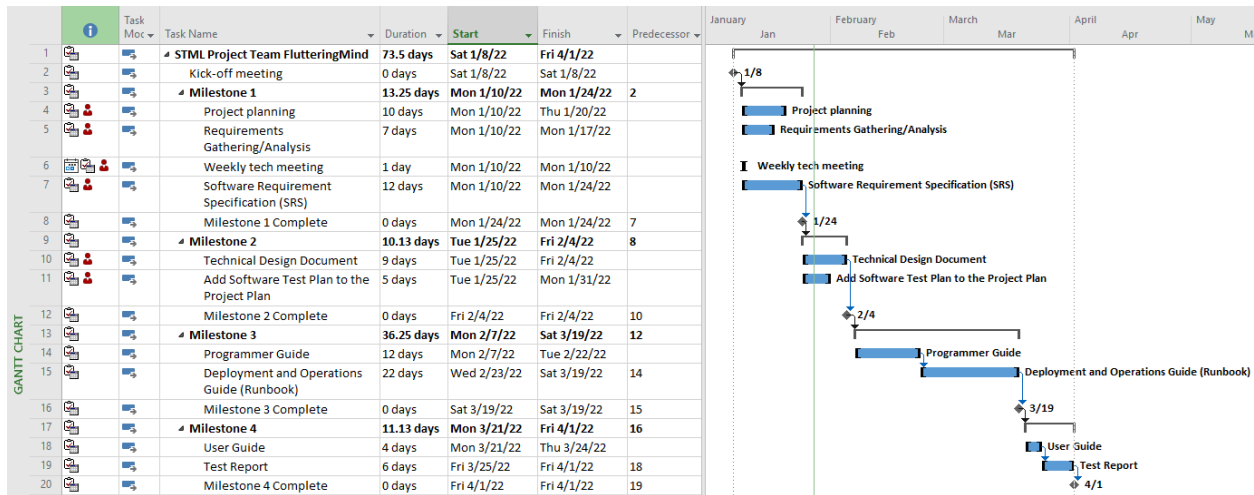 January February March April May
Task
Moc Task Name Duration Start Finish Predecessor Jan Feb Mar Apr
1 STML Project Team FlutteringMind 73.5 days Sat 1/8/22 Fri 4/1/22
2 Kick-off meeting 0 days Sat 1/8/22 Sat 1/8/22 1/8
3 Milestone 1 13.25 days Mon 1/10/22 Mon 1/24/22 2
4 Project planning 10 days Mon 1/10/22 Thu 1/20/22 Project planning
5 Requirements 7 days Mon 1/10/22 Mon 1/17/22 Requirements Gathering/Analysis
Gathering/Analysis
6 Weekly tech meeting 1 day Mon 1/10/22 Mon 1/10/22 Weekly tech meeting
7 Software Requirement 12 days Mon 1/10/22 Mon 1/24/22 Software Requirement Specification (SRS)
Specification (SRS)
8 Milestone 1 Complete 0 days Mon 1/24/22 Mon 1/24/22 7 1/24
9 Milestone 2 10.13 days Tue 1/25/22 Fri 2/4/22 8
10 Technical Design Document 9 days Tue 1/25/22 Fri 2/4/22 Technical Design Document
11 Add Software Test Plan to the 5 days Tue 1/25/22 Mon 1/31/22 Add Software Test Plan to the Project Plan
Project Plan
12 Milestone 2 Complete 0 days Fri 2/4/22 Fri 2/4/22 10 2/4
13 Milestone 3 36.25 days Mon 2/7/22 Sat 3/19/22 12
14 Programmer Guide 12 days Mon 2/7/22 Tue 2/22/22 Programmer Guide
15 Deployment and Operations 22 days Wed 2/23/22 Sat 3/19/22 14 Deployment and Operations Guide (Runbook)
Guide (Runbook)
16 Milestone 3 Complete 0 days Sat 3/19/22 Sat 3/19/22 15 3/19
17 Milestone 4 11.13 days Mon 3/21/22 Fri 4/1/22 16
18 User Guide 4 days Mon 3/21/22 Thu 3/24/22 User Guide
19 Test Report 6 days Fri 3/25/22 Fri 4/1/22 18 Test Report
20 Milestone 4 Complete 0 days Fri 4/1/22 Fri 4/1/22 19 4/1
GANTT CHART